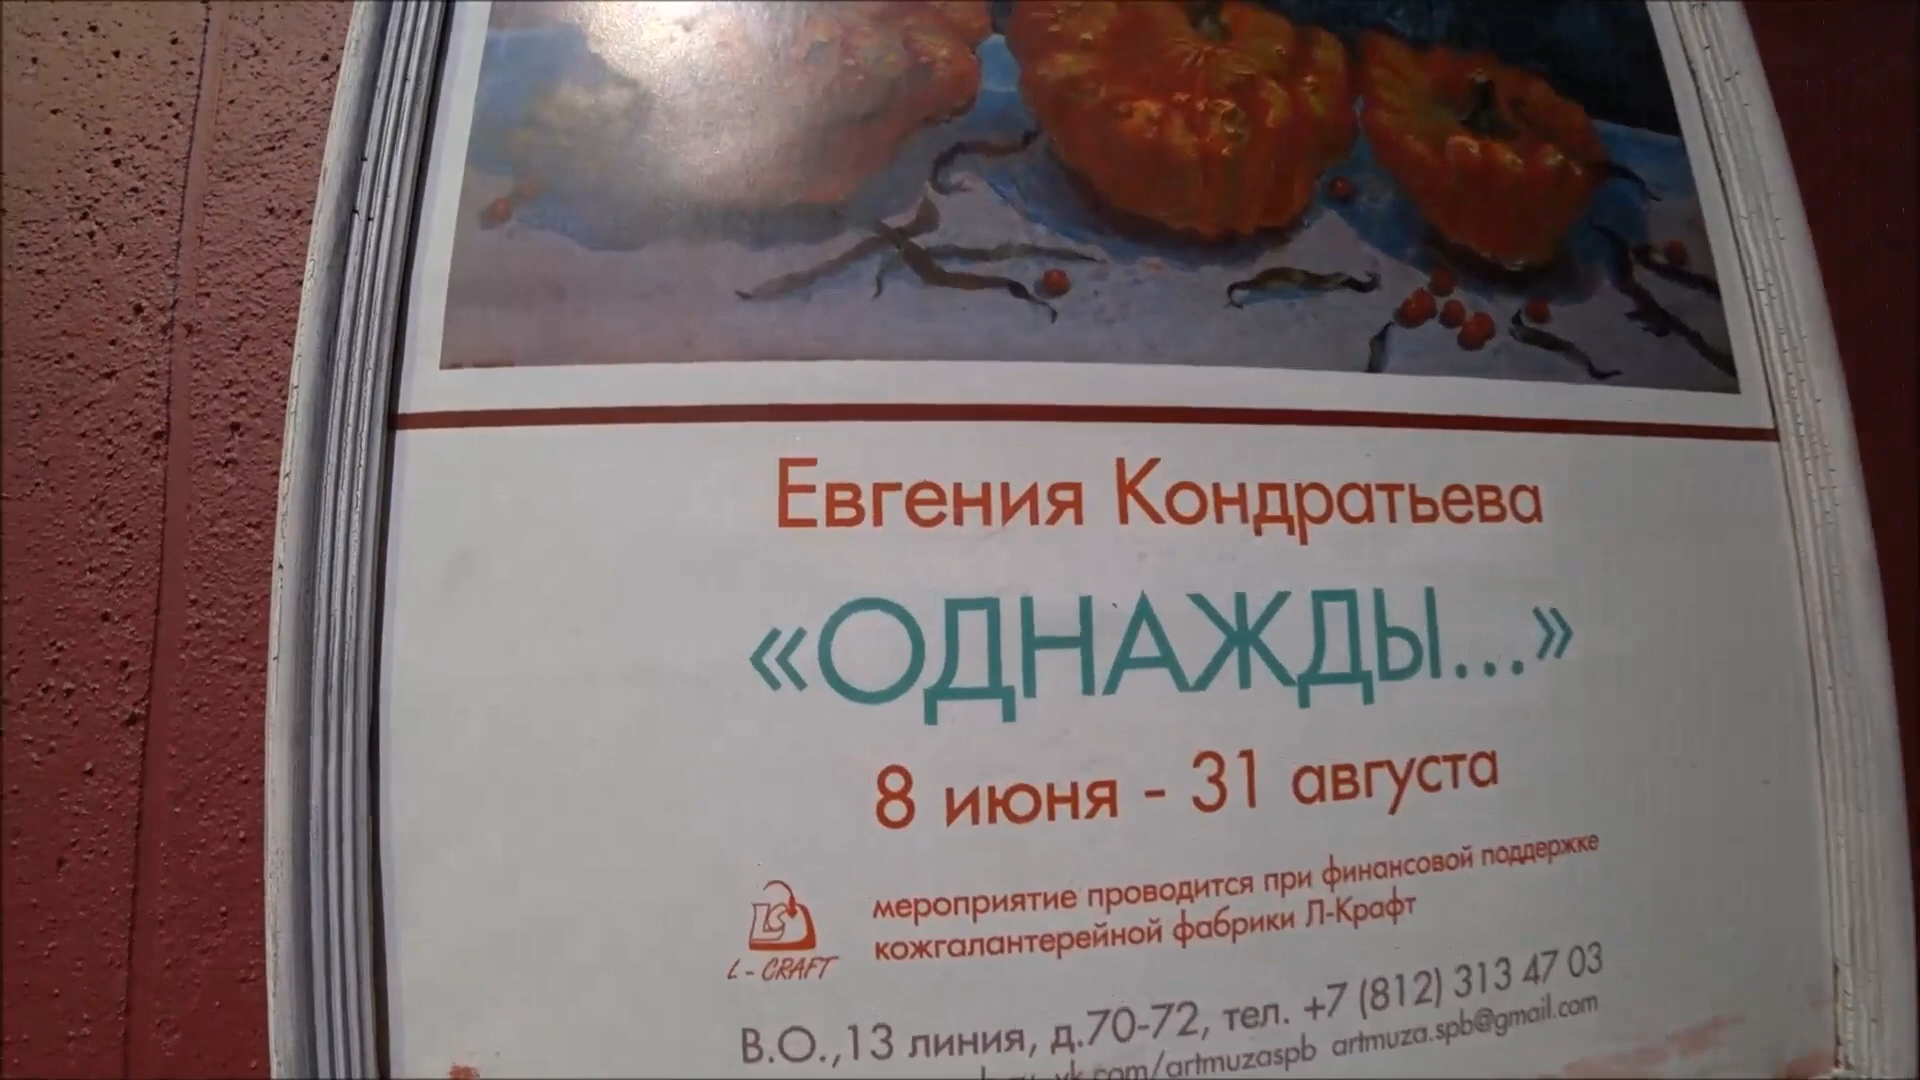 Евгения Кондратьева
«ОДНАЖДЫ...»
8 июня - 31 августа
мероприятие проводится при финансовой поддержке
кожгалантерейной фабрики Л-Крафт
LS
L-CRAFT
В.О.,13 линия, д.70-72, тел. +7 (812) 313 47 03
vk.com/artmuzaspb artmuza.spb@gmail.com